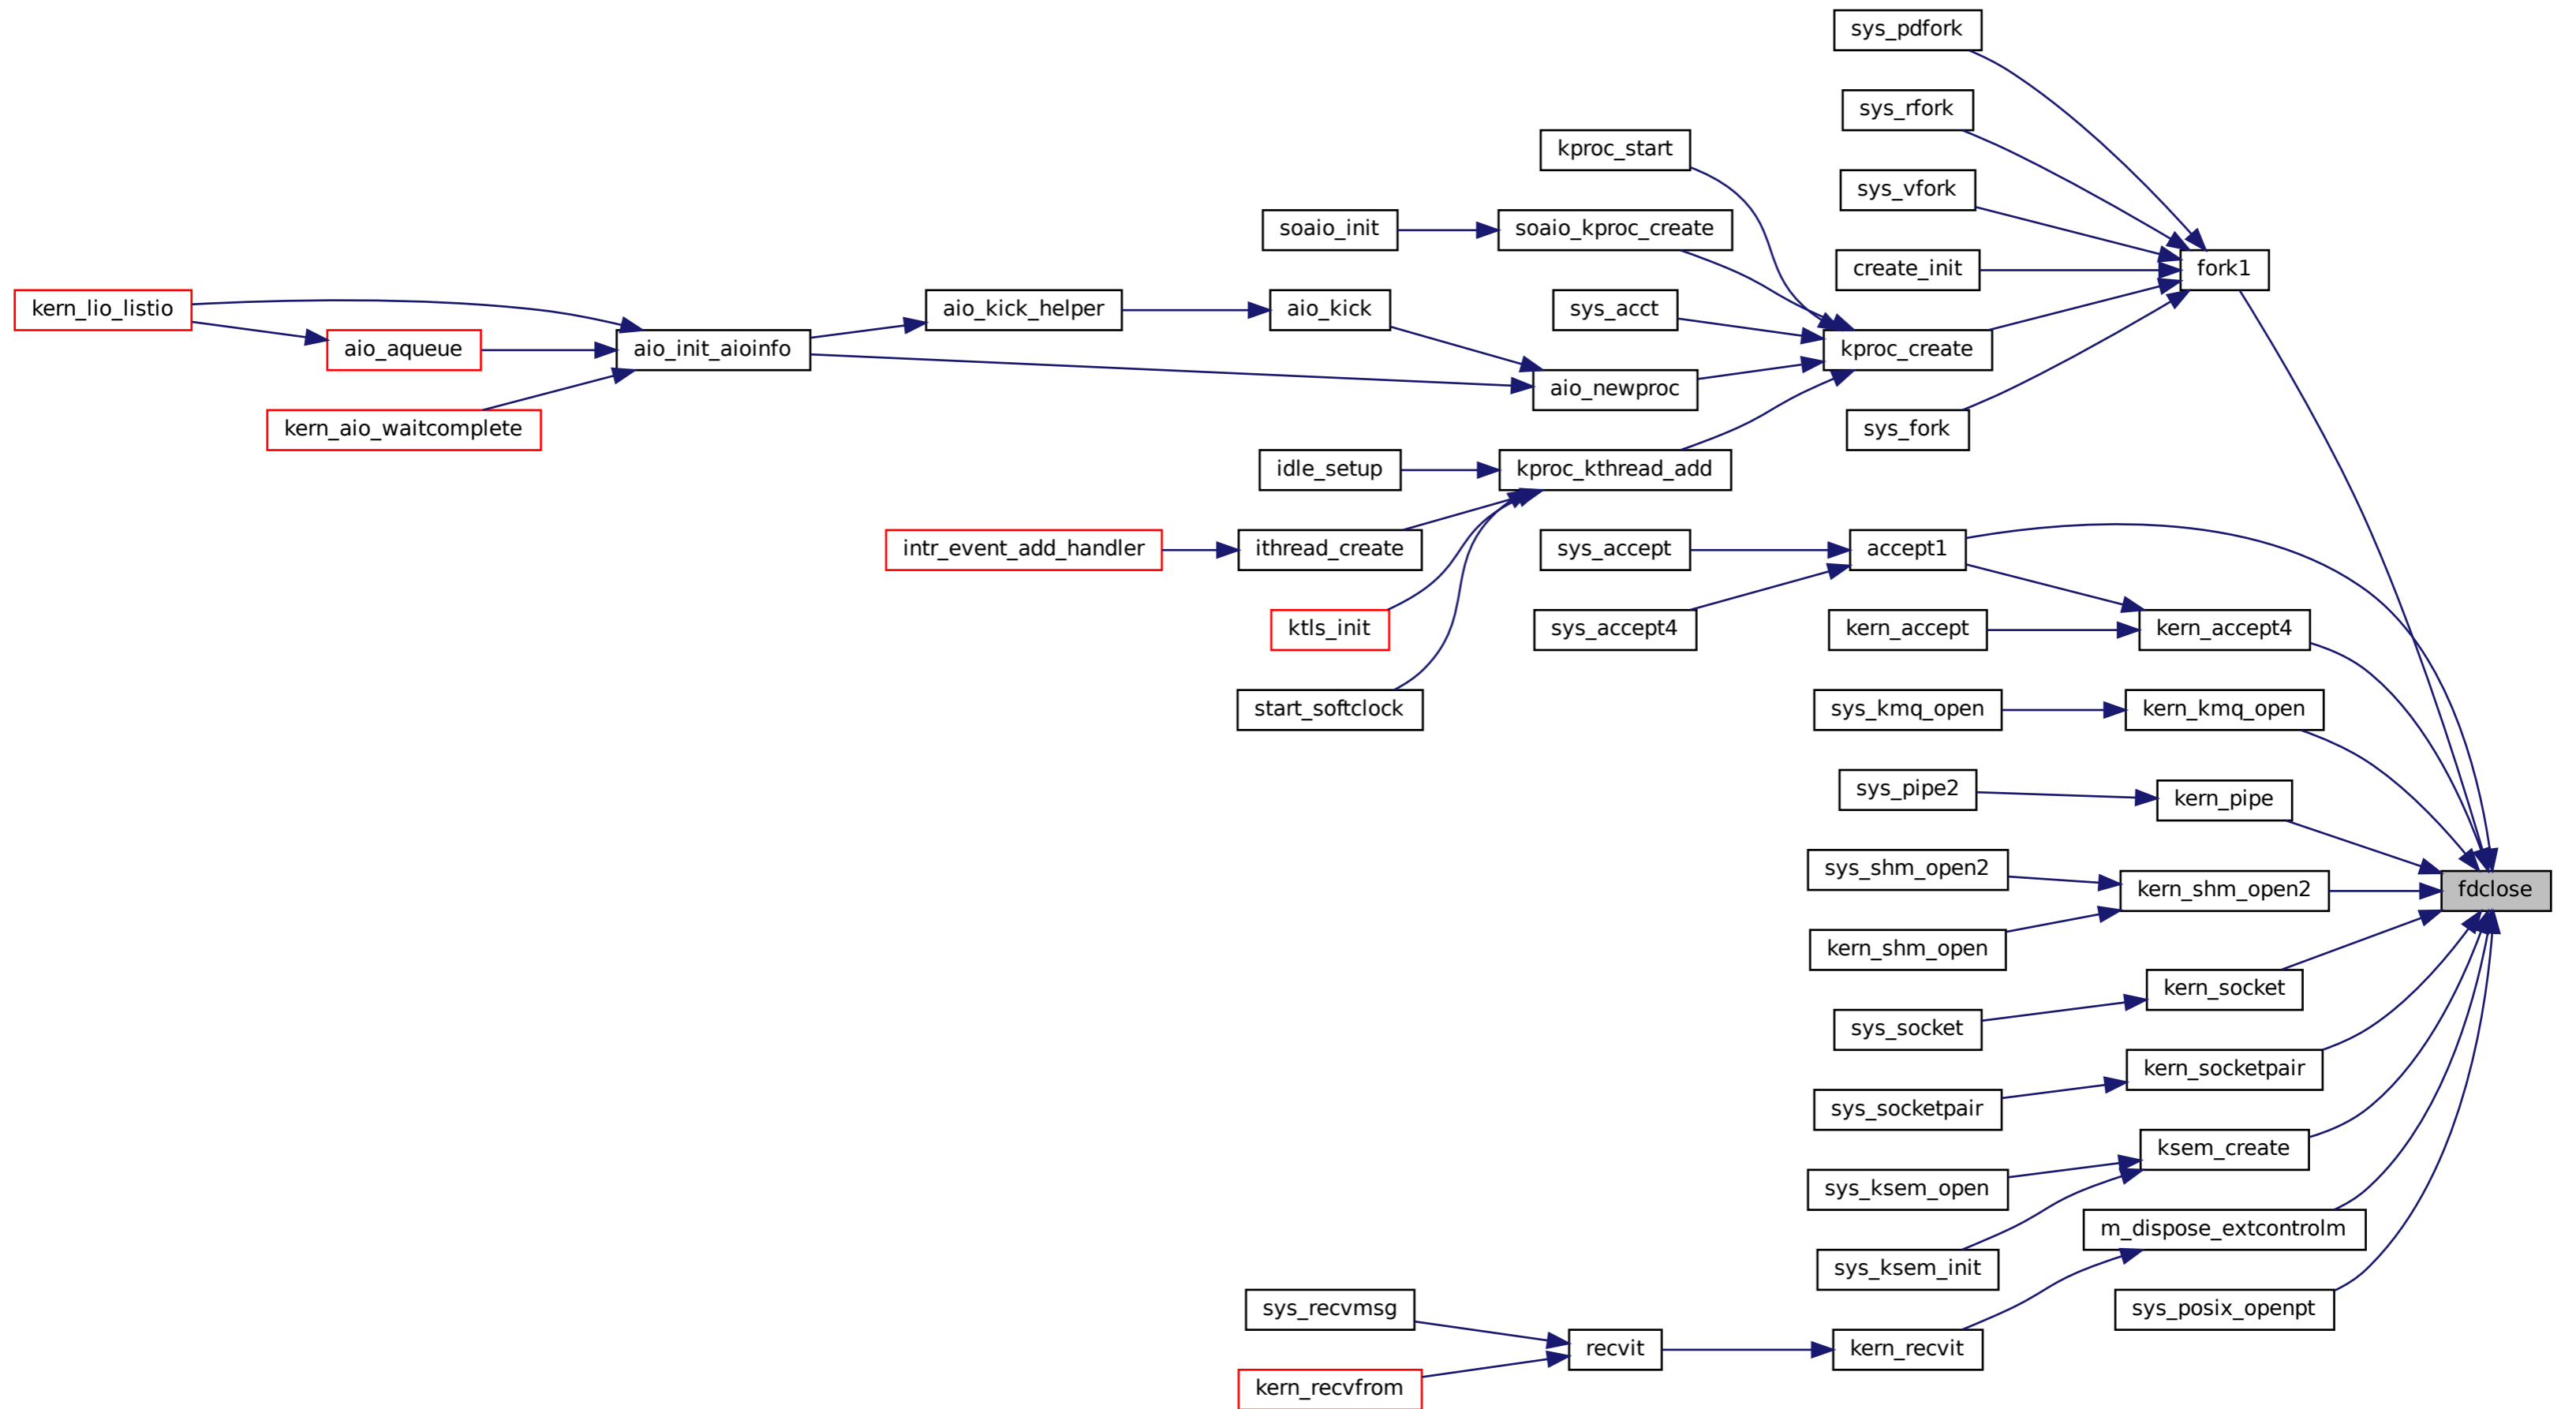 sys_pdfork
sys_rfork
kproc_start
sys_vfork
soaio_init
soaio_kproc_create
create_init
fork1
kern_lio_listio
aio_kick_helper
aio_kick
sys_acct
aio_aqueue
aio_init_aioinfo
kproc_create
aio_newproc
kern_aio_waitcomplete
sys_fork
idle_setup
kproc_kthread_add
intr_event_add_handler
ithread_create
sys_accept
accept1
ktls_init
sys_accept4
kern_accept
kern_accept4
start_softclock
sys_kmq_open
kern_kmq_open
sys_pipe2
kern_pipe
sys_shm_open2
kern_shm_open2
fdclose
kern_shm_open
kern_socket
sys_socket
kern_socketpair
sys_socketpair
ksem_create
sys_ksem_open
m_dispose_extcontrolm
sys_ksem_init
sys_recvmsg
sys_posix_openpt
recvit
kern_recvit
kern_recvfrom